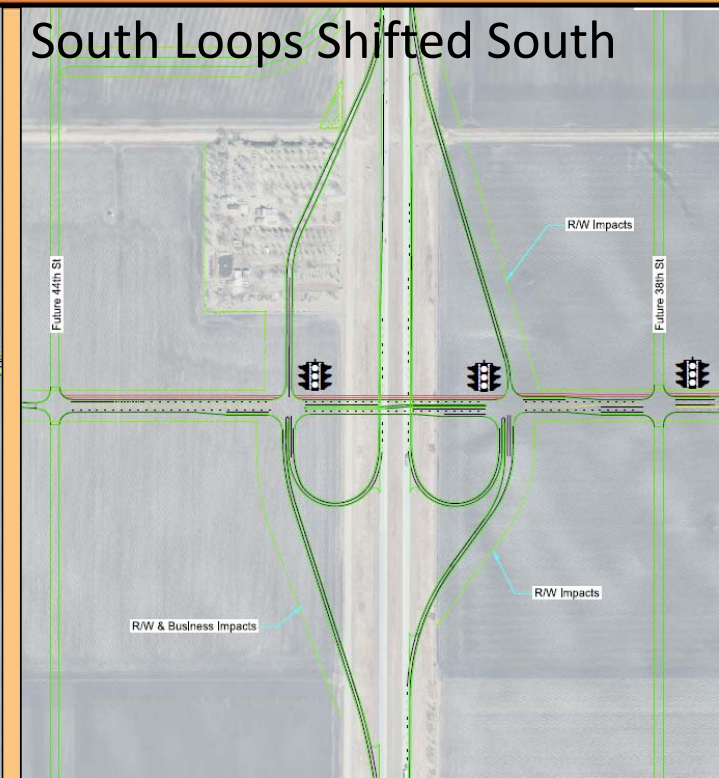 South Loops Shifted South
R/W Impacts
Future 44th St
Future 38th St
R/W Impacts
R/W & Business Impacts